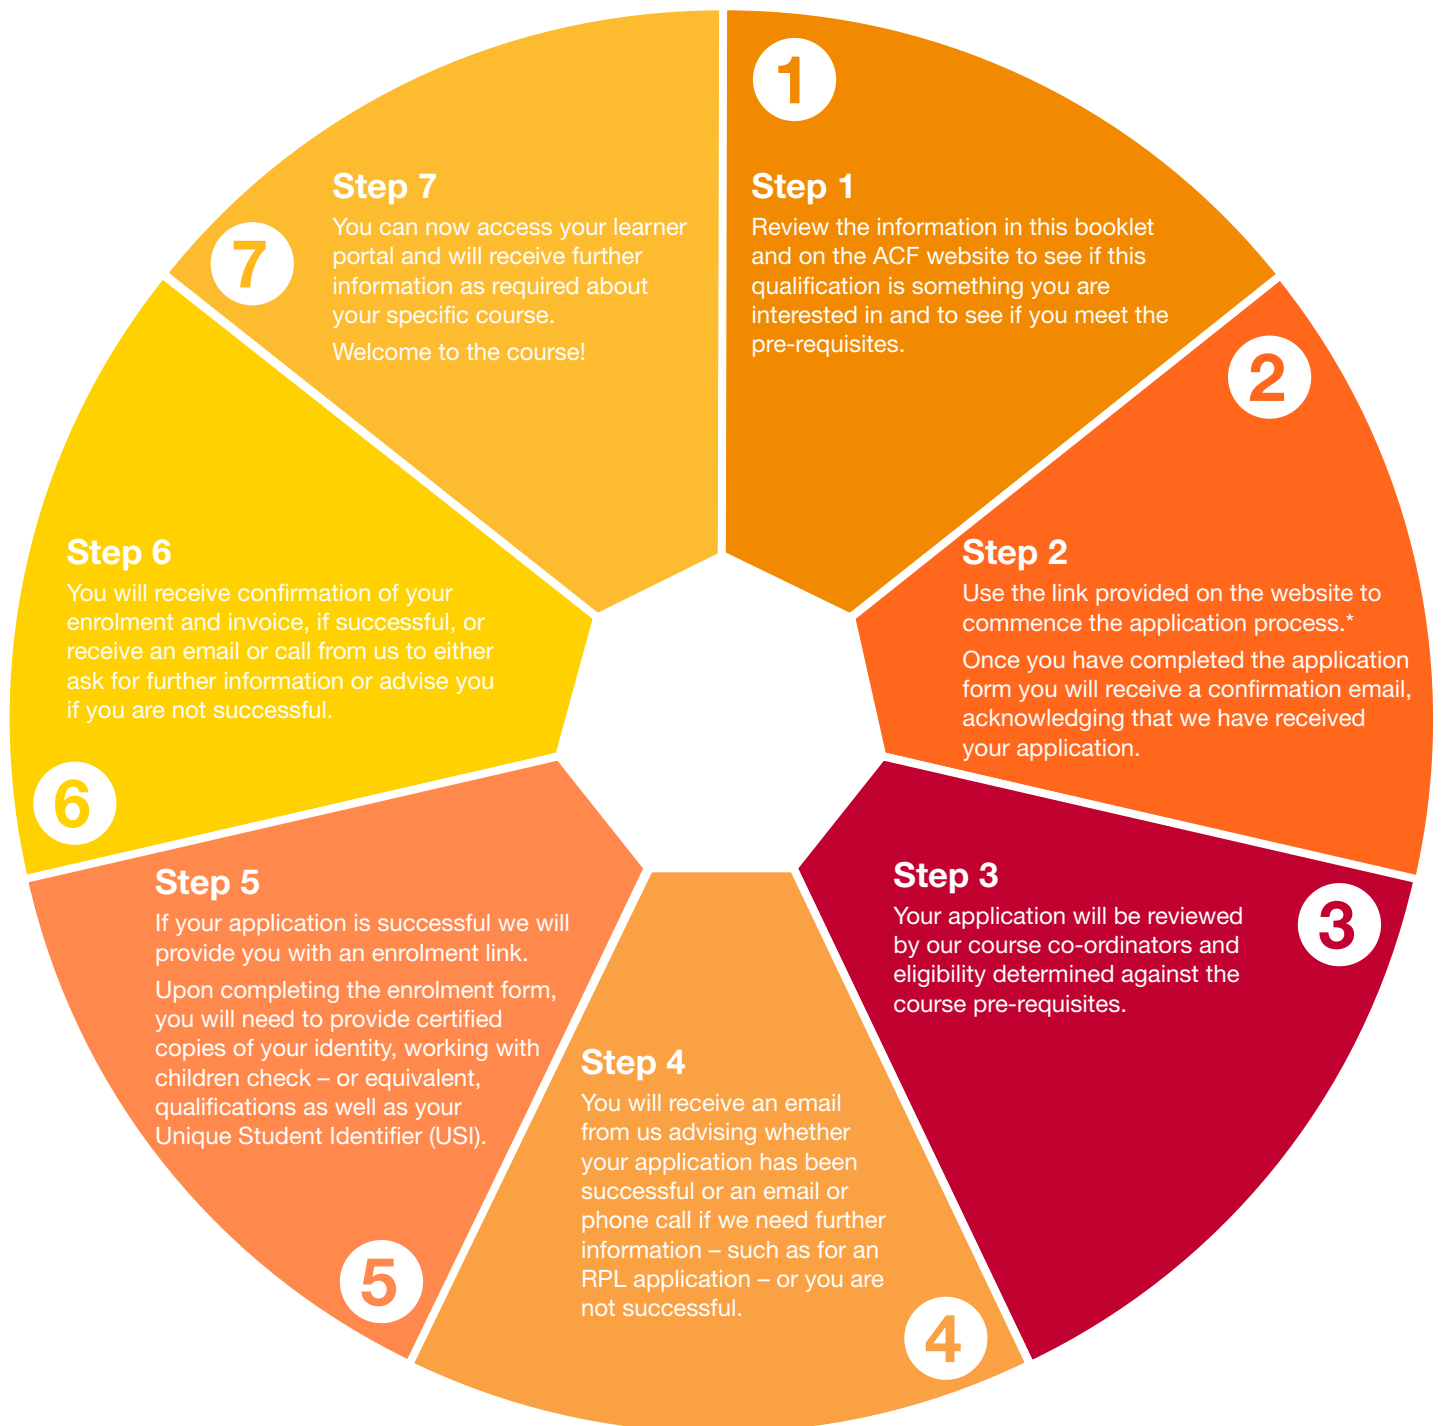 1
Step 1
Review the information in this booklet
and on the ACF website to see if this
qualification is something you are
interested in and to see if you meet the
pre-requisites.
2
Step 2
Use the link provided on the website to
commence the application process.*
Once you have completed the application
form you will receive a confirmation email,
acknowledging that we have received
your application.
3
Step 3
Your application will be reviewed
by our course co-ordinators and
eligibility determined against the
course pre-requisites.
Step 4
You will receive an email
from us advising whether
your application has been
successful or an email or
phone call if we need further
information – such as for an
RPL application – or you are
not successful.
4
Step 5
If your application is successful we will
provide you with an enrolment link.
Upon completing the enrolment form,
you will need to provide certified
copies of your identity, working with
children check – or equivalent,
qualifications as well as your
Unique Student Identifier (USI).
5
Step 6
You will receive confirmation of your
enrolment and invoice, if successful, or
receive an email or call from us to either
ask for further information or advise you
if you are not successful.
6
Step 7
You can now access your learner
portal and will receive further
information as required about
your specific course.
Welcome to the course!
7